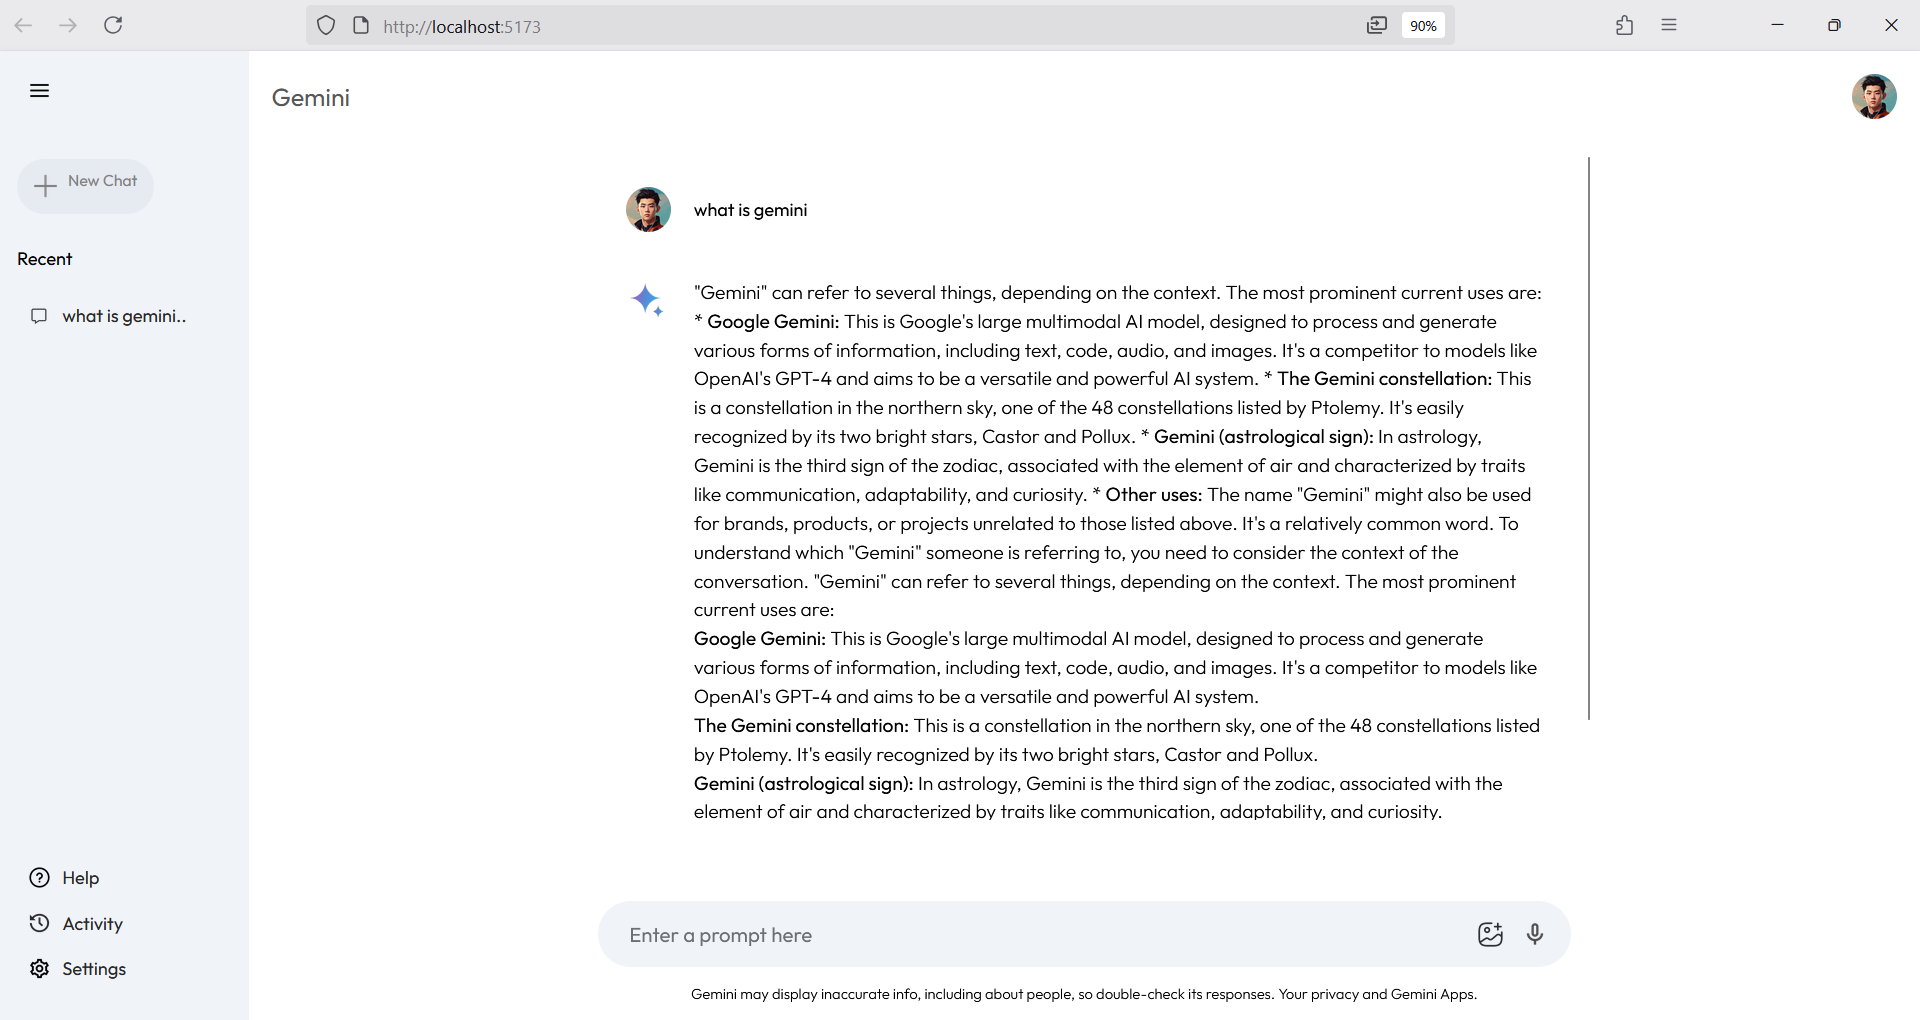 http://localhost:5173
90%
Gemini
New Chat
Recent
what is gemini..
Help
Activity
Settings
what is gemini
"Gemini" can refer to several things, depending on the context. The most prominent current uses are:
* Google Gemini: This is Google's large multimodal AI model, designed to process and generate
various forms of information, including text, code, audio, and images. It's a competitor to models like
OpenAI's GPT-4 and aims to be a versatile and powerful AI system. * The Gemini constellation: This
is a constellation in the northern sky, one of the 48 constellations listed by Ptolemy. It's easily
recognized by its two bright stars, Castor and Pollux. * Gemini (astrological sign): In astrology,
Gemini is the third sign of the zodiac, associated with the element of air and characterized by traits
like communication, adaptability, and curiosity. * Other uses: The name "Gemini" might also be used
for brands, products, or projects unrelated to those listed above. It's a relatively common word. To
understand which "Gemini" someone is referring to, you need to consider the context of the
conversation. "Gemini" can refer to several things, depending on the context. The most prominent
current uses are:
Google Gemini: This is Google's large multimodal AI model, designed to process and generate
various forms of information, including text, code, audio, and images. It's a competitor to models like
OpenAI's GPT-4 and aims to be a versatile and powerful AI system.
The Gemini constellation: This is a constellation in the northern sky, one of the 48 constellations listed
by Ptolemy. It's easily recognized by its two bright stars, Castor and Pollux.
Gemini (astrological sign): In astrology, Gemini is the third sign of the zodiac, associated with the
element of air and characterized by traits like communication, adaptability, and curiosity.
Enter a prompt here
Gemini may display inaccurate info, including about people, so double-check its responses. Your privacy and Gemini Apps.